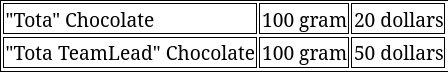 "Tota" Chocolate 100 gram 20 dollars
"Tota TeamLead" Chocolate 100 gram 50 dollars